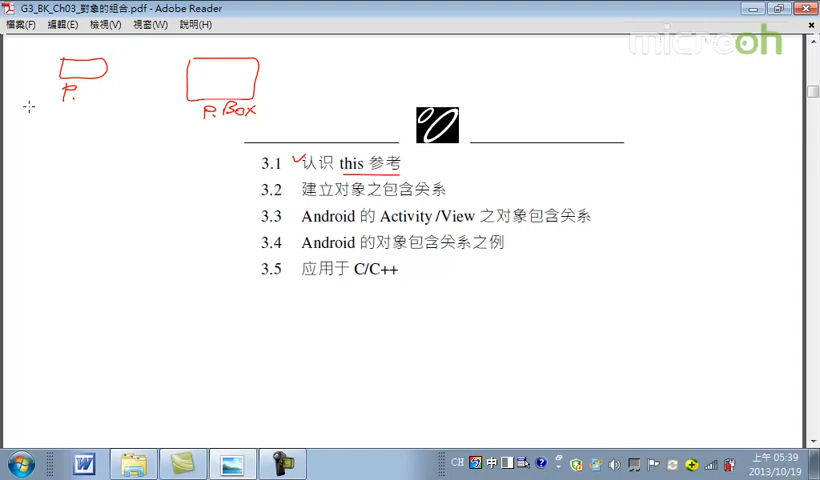 G3_BK_Ch03_對象的組合.pdf - Adobe Reader
檔案(F) 編輯(E) 檢視(V) 視窗(W) 說明(H)
microoh
P.
P. Box
3.1 认识 this 参考
3.2 建立对象之包含关系
3.3 Android 的 Activity /View 之对象包含关系
3.4 Android 的对象包含关系之例
3.5 应用于 C/C++
CH 中
上午 05:39
2013/10/19